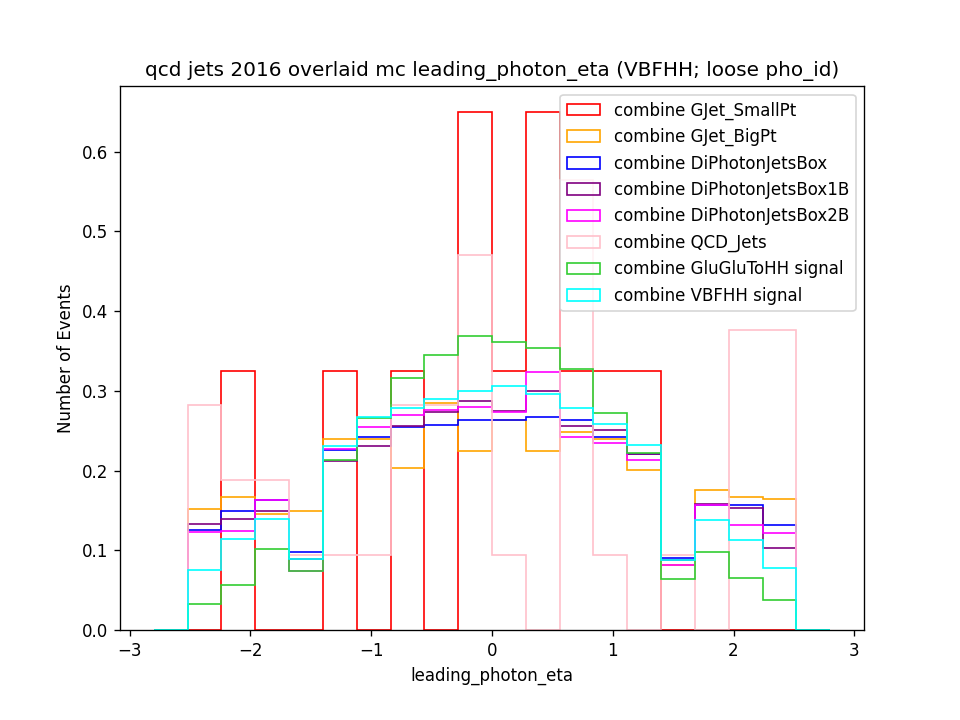 qcd jets 2016 overlaid mc leading_photon_eta (VBFHH; loose pho_id)
combine GJet_SmallPt
combine GJet_BigPt
combine DiPhotonJetsBox
combine DiPhotonJetsBox1B
combine DiPhotonJetsBox2B
combine QCD_Jets
combine GluGluToHH signal
combine VBFHH signal
Number of Events
0.6
0.5
0.4
0.3
0.2
0.1
0.0
−3 −2 −1 0 1 2 3
leading_photon_eta